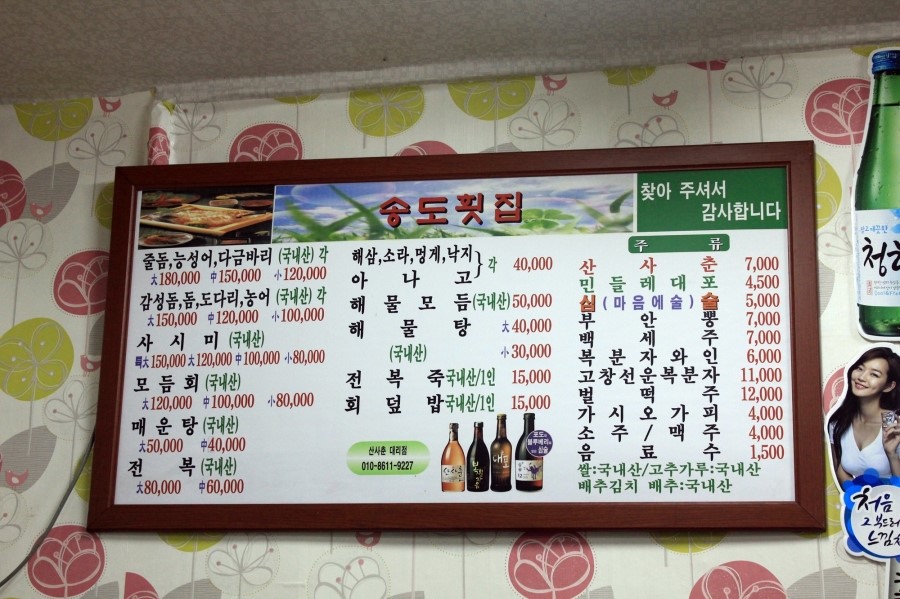 송도횟집
찾아 주셔서
감사합니다
줄돔,능성어,다금바리 (국내산) 각
大180,000 中150,000 小120,000
감성돔,돔,도다리,농어 (국내산) 각
大150,000 中120,000 小100,000
사시미 (국내산)
特大150,000 大120,000 中100,000 小80,000
모듬회 (국내산)
大120,000 中100,000 小80,000
매운탕 (국내산)
大50,000 中40,000
전복 (국내산)
大80,000 中60,000
해삼,소라,멍게,낙지 각 40,000
아나고
해물모듬(국내산)50,000
해물탕 大40,000
(국내산) 小30,000
전복죽국내산/1인 15,000
회덮밥국내산/1인 15,000
산사춘 대리점
010-8611-9227
주류
산사춘 7,000
민들레대포 4,500
심(마음에술)술 5,000
부안뽕 7,000
백세주 7,000
복분자와인 6,000
고창선운복분자 11,000
벌떡주 12,000
가시오가피 4,000
소주/맥주 4,000
음료수 1,500
쌀:국내산/고추가루:국내산
배추김치 배추:국내산
청하
처음
그 부드러
느낌